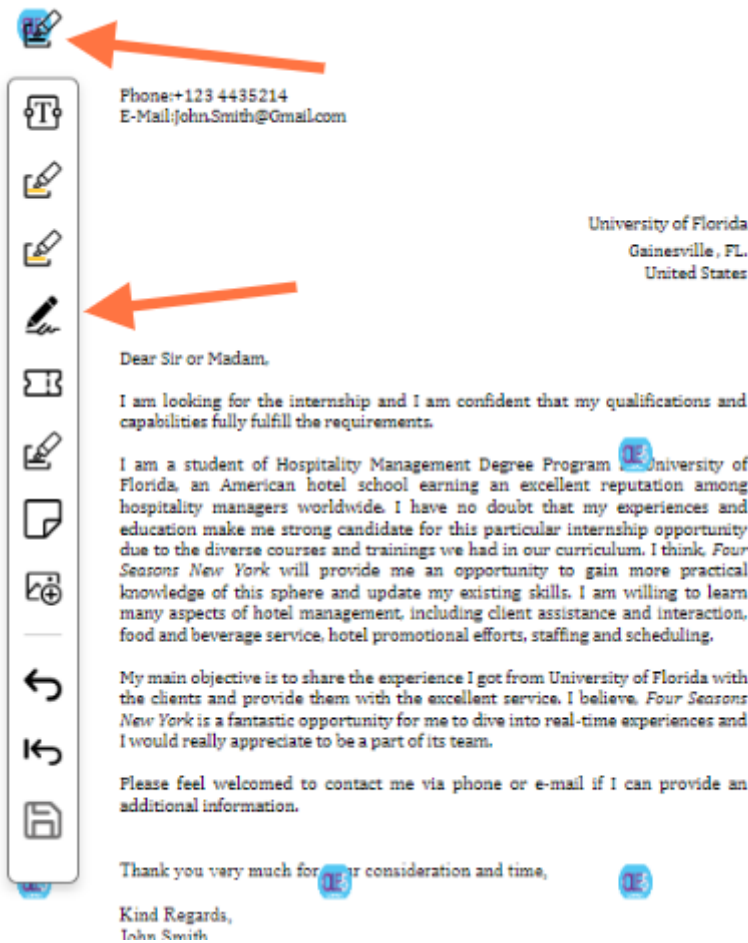 Phone:+123 4435214
E-Mail:John.Smith@Gmail.com
University of Florida
Gainesville, FL.
United States
Dear Sir or Madam,
I am looking for the internship and I am confident that my qualifications and
capabilities fully fulfill the requirements.
I am a student of Hospitality Management Degree Program University of
Florida, an American hotel school earning an excellent reputation among
hospitality managers worldwide. I have no doubt that my experiences and
education make me strong candidate for this particular internship opportunity
due to the diverse courses and trainings we had in our curriculum. I think, Four
Seasons New York will provide me an opportunity to gain more practical
knowledge of this sphere and update my existing skills. I am willing to learn
many aspects of hotel management, including client assistance and interaction,
food and beverage service, hotel promotional efforts, staffing and scheduling.
My main objective is to share the experience I got from University of Florida with
the clients and provide them with the excellent service. I believe, Four Seasons
New York is a fantastic opportunity for me to dive into real-time experiences and
I would really appreciate to be a part of its team.
Please feel welcomed to contact me via phone or e-mail if I can provide an
additional information.
Thank you very much for consideration and time,
Kind Regards,
John Smith